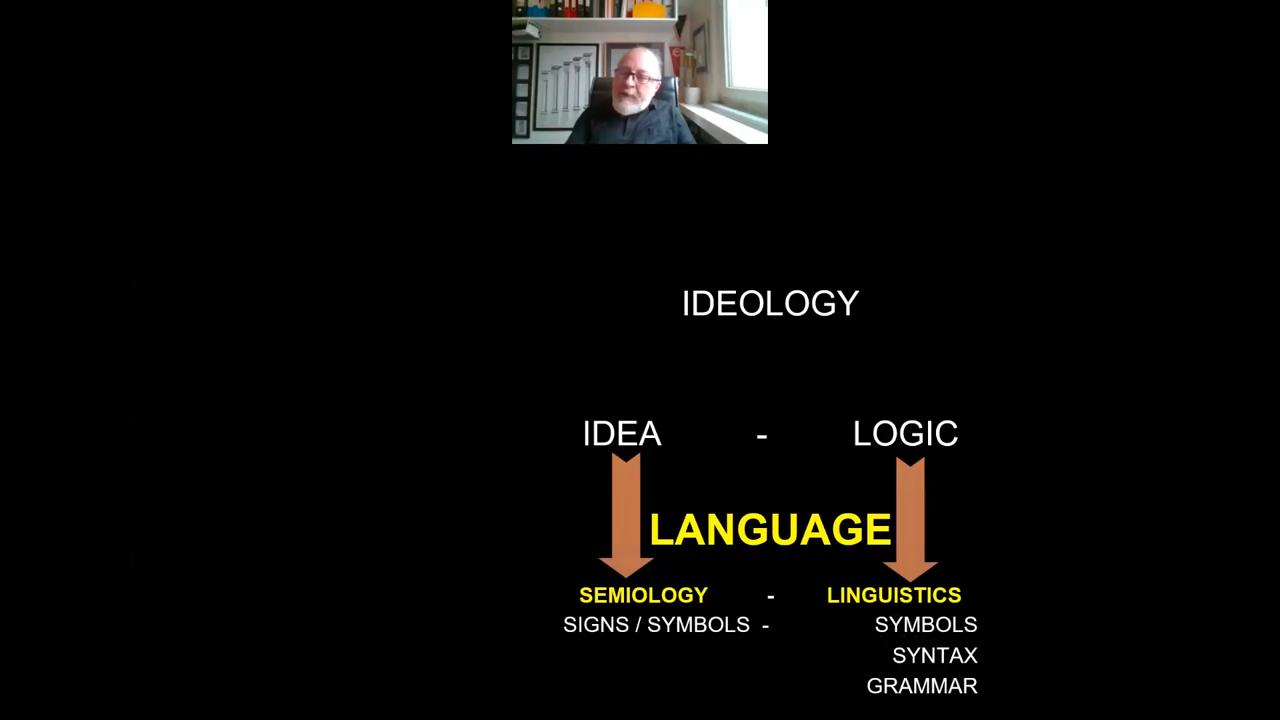 IDEOLOGY
IDEA - LOGIC
LANGUAGE
SEMIOLOGY - LINGUISTICS
SIGNS / SYMBOLS - SYMBOLS
SYNTAX
GRAMMAR